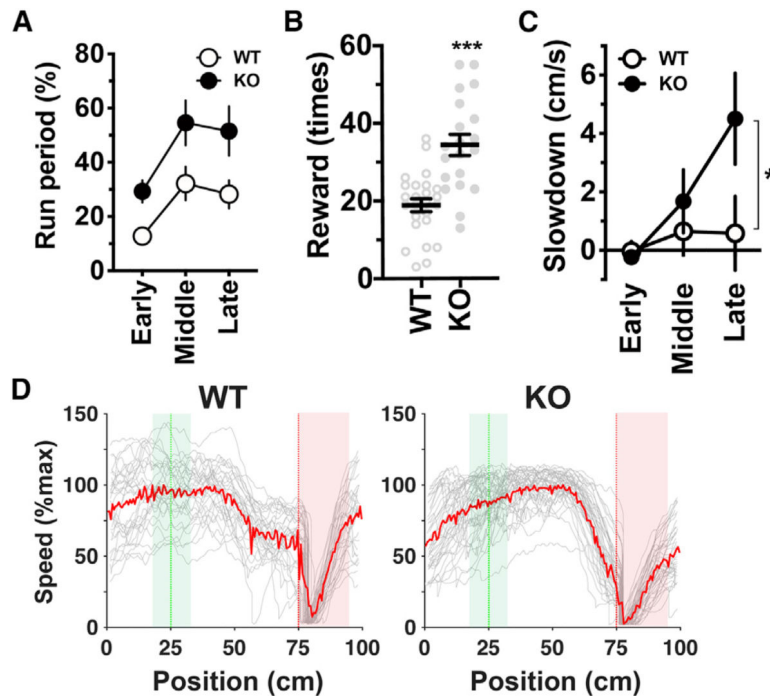 A
Run period (%)
80
60
40
20
0
WT
KO
Early
Middle
Late
B
Reward (times)
60
40
20
0
***
WT
KO
C
Slowdown (cm/s)
6
4
2
0
WT
KO
*
Early
Middle
Late
D
WT
Speed (%max)
150
100
50
0
0 25 50 75 100
Position (cm)
KO
150
100
50
0
0 25 50 75 100
Position (cm)